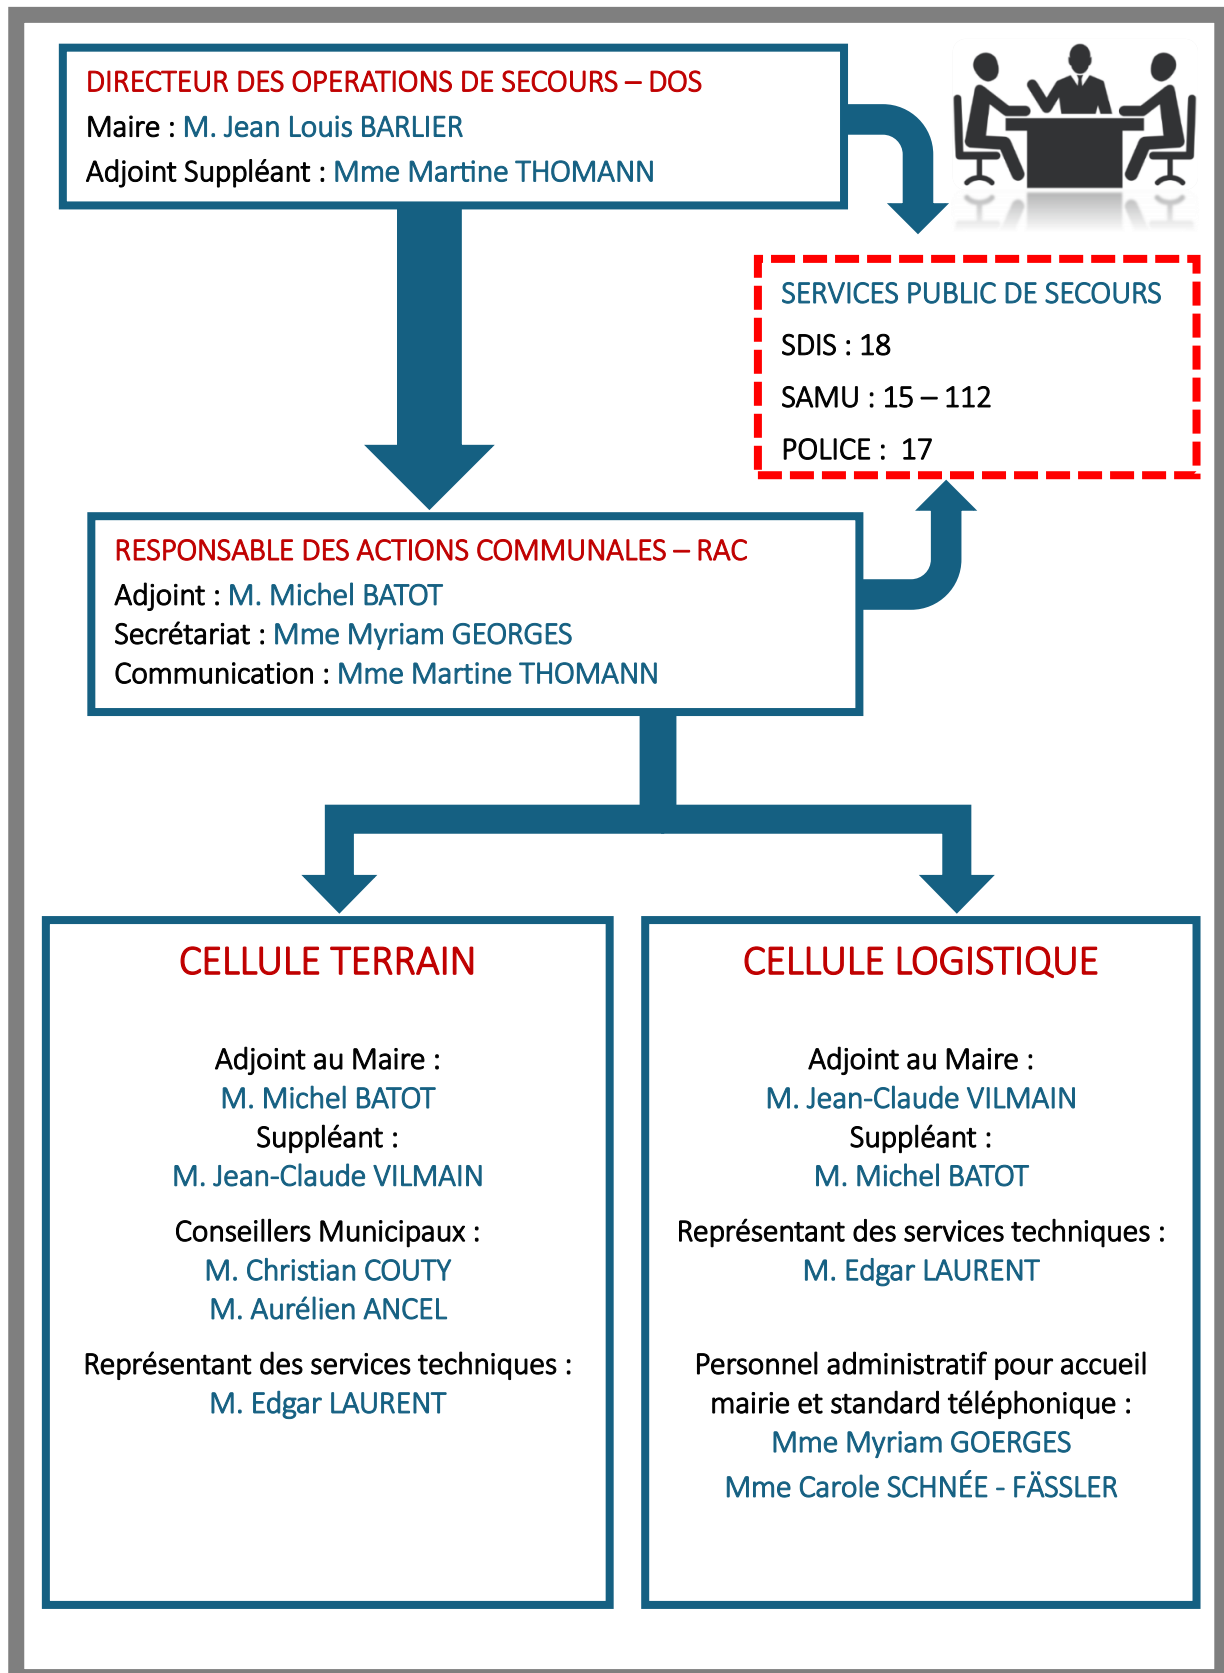 DIRECTEUR DES OPERATIONS DE SECOURS – DOS
Maire : M. Jean Louis BARLIER
Adjoint Suppléant : Mme Martine THOMANN
SERVICES PUBLIC DE SECOURS
SDIS : 18
SAMU : 15 – 112
POLICE : 17
RESPONSABLE DES ACTIONS COMMUNALES – RAC
Adjoint : M. Michel BATOT
Secrétariat : Mme Myriam GEORGES
Communication : Mme Martine THOMANN
CELLULE TERRAIN
Adjoint au Maire :
M. Michel BATOT
Suppléant :
M. Jean-Claude VILMAIN
Conseillers Municipaux :
M. Christian COUTY
M. Aurélien ANCEL
Représentant des services techniques :
M. Edgar LAURENT
CELLULE LOGISTIQUE
Adjoint au Maire :
M. Jean-Claude VILMAIN
Suppléant :
M. Michel BATOT
Représentant des services techniques :
M. Edgar LAURENT
Personnel administratif pour accueil
mairie et standard téléphonique :
Mme Myriam GOERGES
Mme Carole SCHNÉE - FÄSSLER